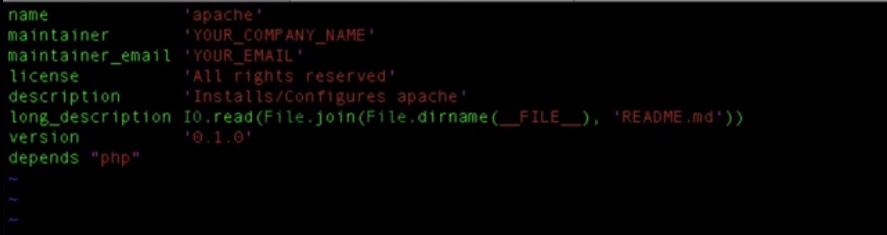 name 'apache'
maintainer 'YOUR_COMPANY_NAME'
maintainer_email 'YOUR_EMAIL'
license 'All rights reserved'
description 'Installs/Configures apache'
long_description IO.read(File.join(File.dirname(__FILE__), 'README.md'))
version '0.1.0'
depends "php"
~
~
~